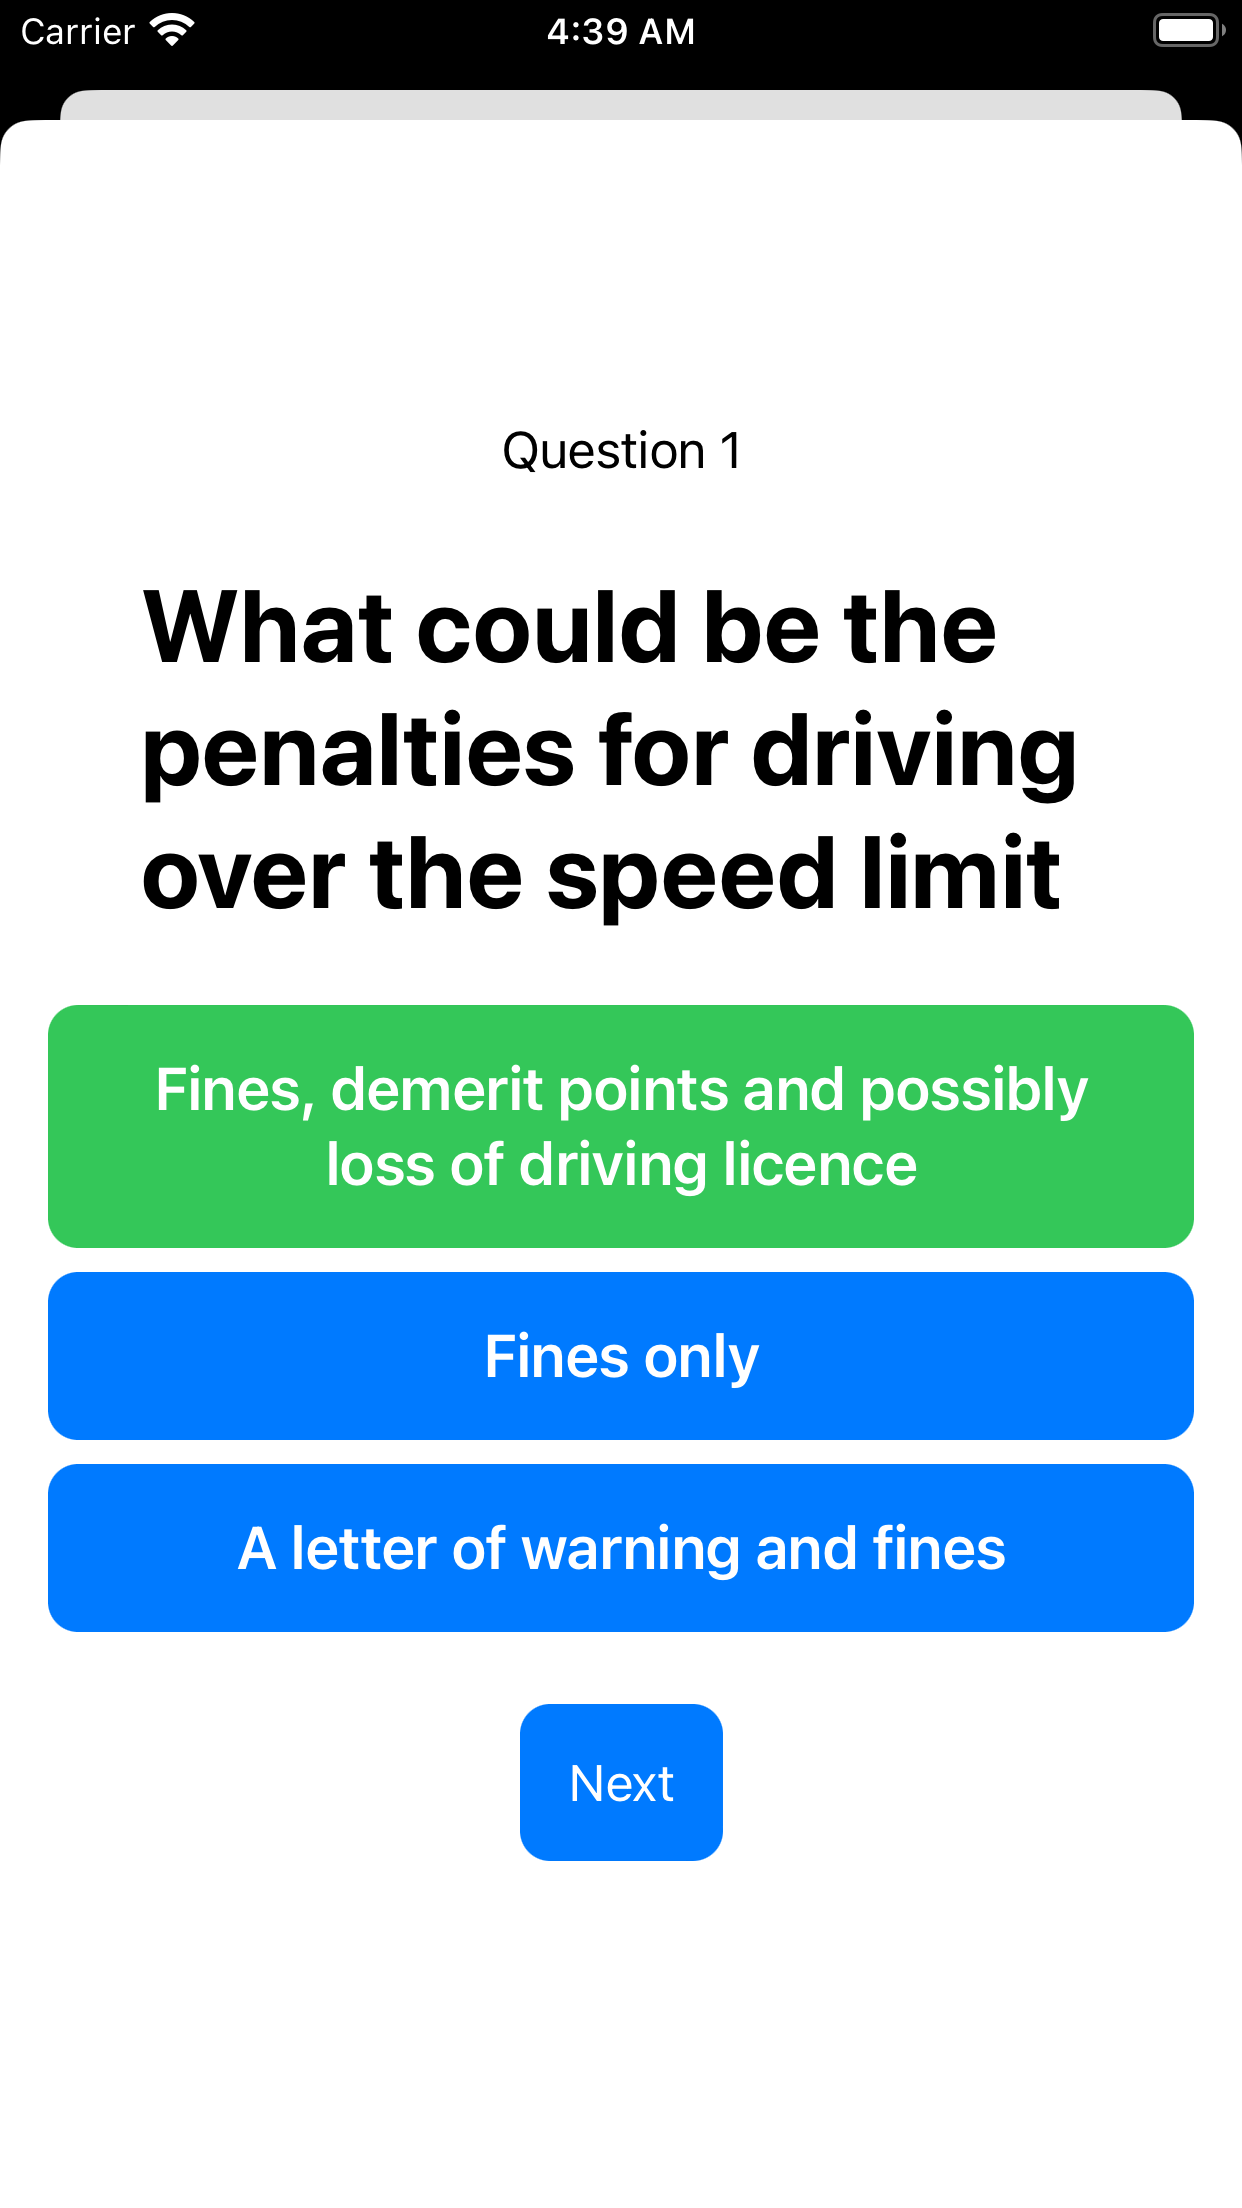 Carrier 4:39 AM
Question 1
What could be the
penalties for driving
over the speed limit
Fines, demerit points and possibly
loss of driving licence
Fines only
A letter of warning and fines
Next